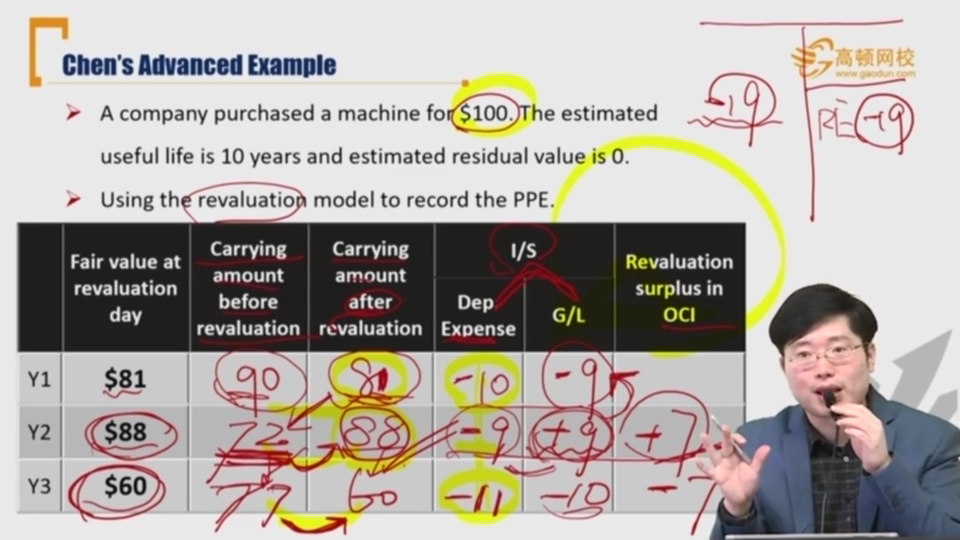 Chen's Advanced Example
高顿网校
www.gaodun.com
-19
RE -19
➤ A company purchased a machine for $100. The estimated
useful life is 10 years and estimated residual value is 0.
➤ Using the revaluation model to record the PPE.
Fair value at revaluation day | Carrying amount before revaluation | Carrying amount after revaluation | I/S | Revaluation surplus in OCI
Dep Expense | G/L
Y1 | $81 | 90 | 81 | -10 | -9
Y2 | $88 | 72 | 88 | -9 | +9 | +7
Y3 | $60 | 77 | 60 | -11 | -10 | -7